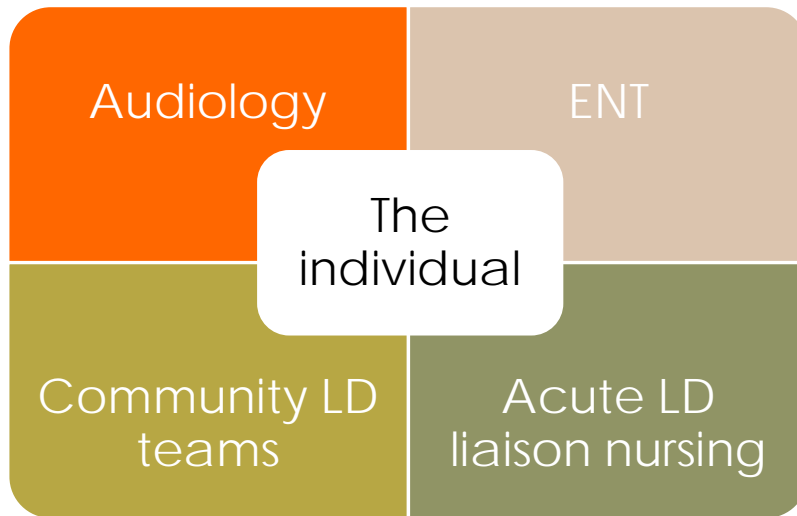 Audiology
ENT
The
individual
Community LD
teams
Acute LD
liaison nursing